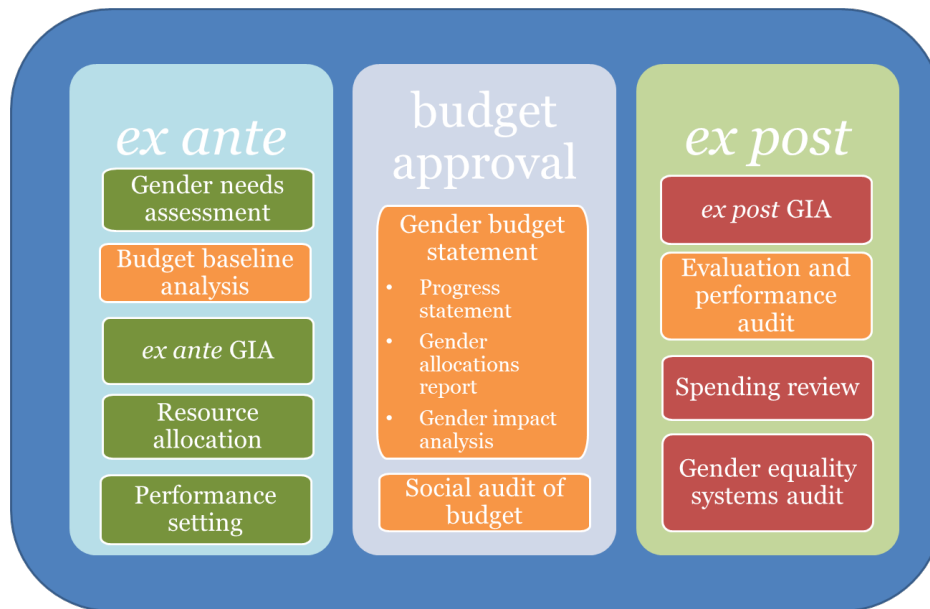 ex ante
Gender needs
assessment
Budget baseline
analysis
ex ante GIA
Resource
allocation
Performance
setting
budget
approval
Gender budget
statement
• Progress
statement
• Gender
allocations
report
• Gender impact
analysis
Social audit of
budget
ex post
ex post GIA
Evaluation and
performance
audit
Spending review
Gender equality
systems audit